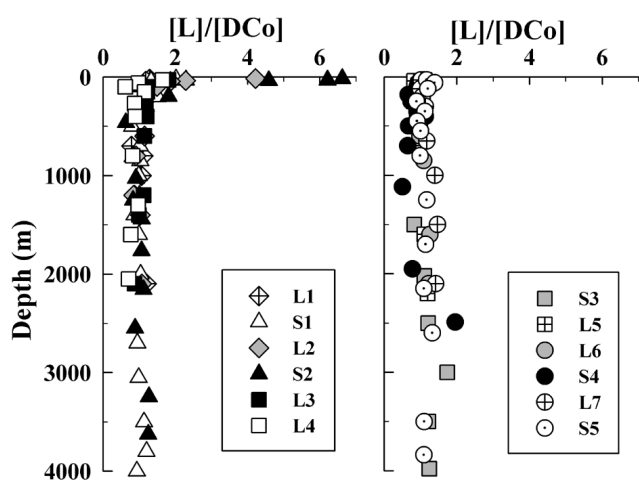 [L]/[DCo] [L]/[DCo]
0 2 4 6 0 2 4 6
0
1000
2000
3000
4000
Depth (m)
L1
S1
L2
S2
L3
L4
S3
L5
L6
S4
L7
S5